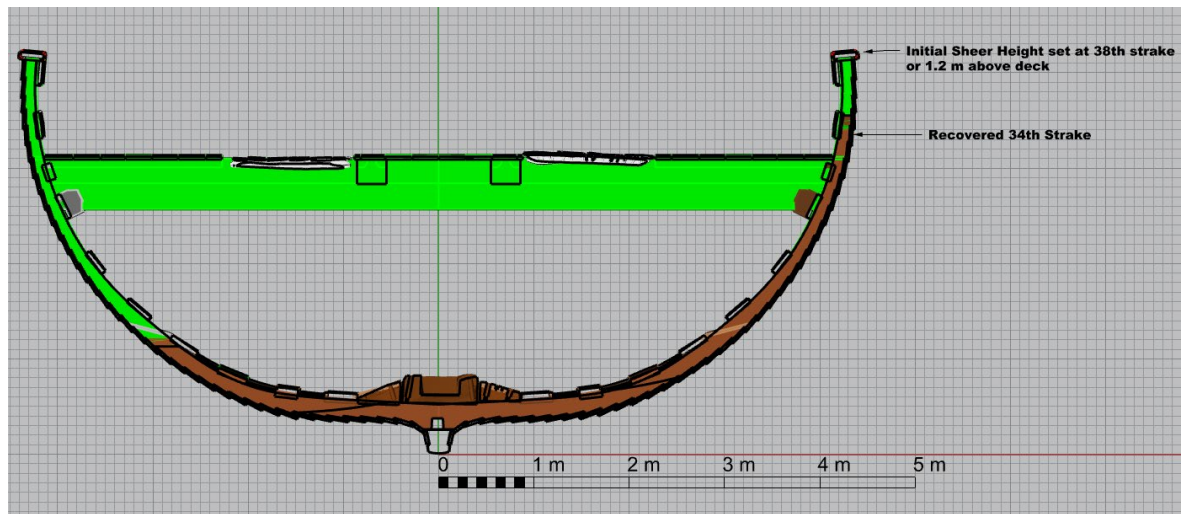 Initial Sheer Height set at 38th strake
or 1.2 m above deck
Recovered 34th Strake
0 1 m 2 m 3 m 4 m 5 m